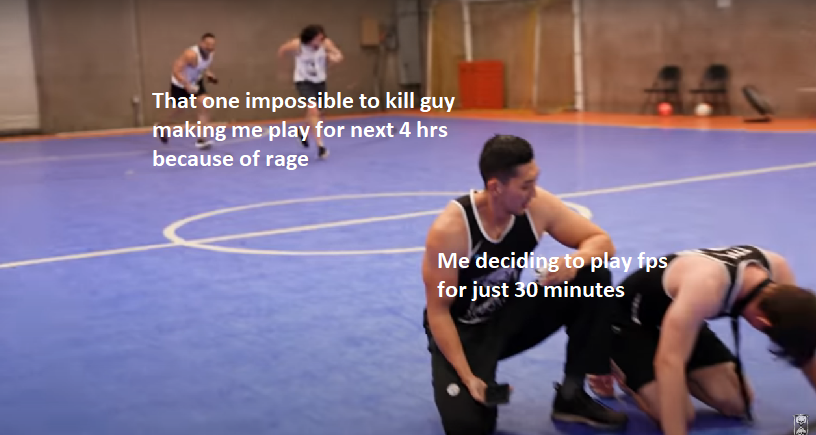 That one impossible to kill guy
making me play for next 4 hrs
because of rage
Me deciding to play fps
for just 30 minutes